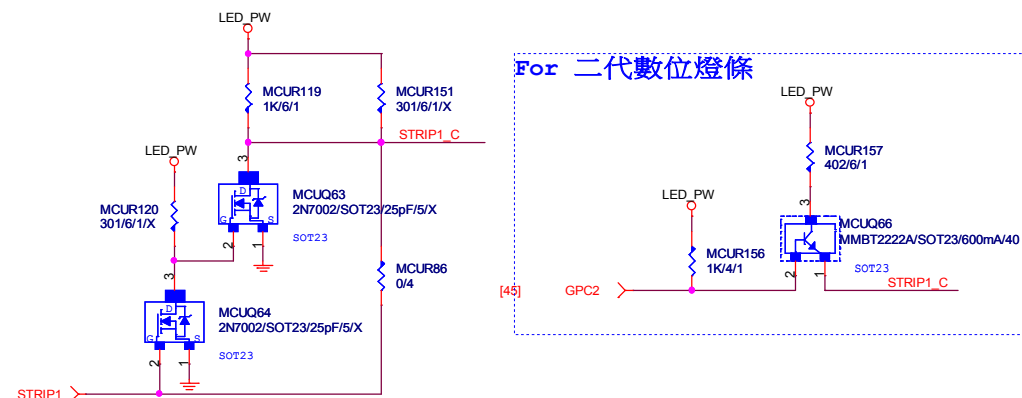 LED_PW
MCUR119
1K/6/1
MCUR151
301/6/1/X
STRIP1_C
LED_PW
MCUR120
301/6/1/X
3
D
G
S
2
1
MCUQ63
2N7002/SOT23/25pF/5/X
SOT23
MCUR86
0/4
3
D
G
S
2
1
MCUQ64
2N7002/SOT23/25pF/5/X
SOT23
STRIP1
For 二代數位燈條
LED_PW
MCUR157
402/6/1
LED_PW
MCUR156
1K/4/1
3
2
1
MCUQ66
MMBT2222A/SOT23/600mA/40
SOT23
STRIP1_C
[45]
GPC2